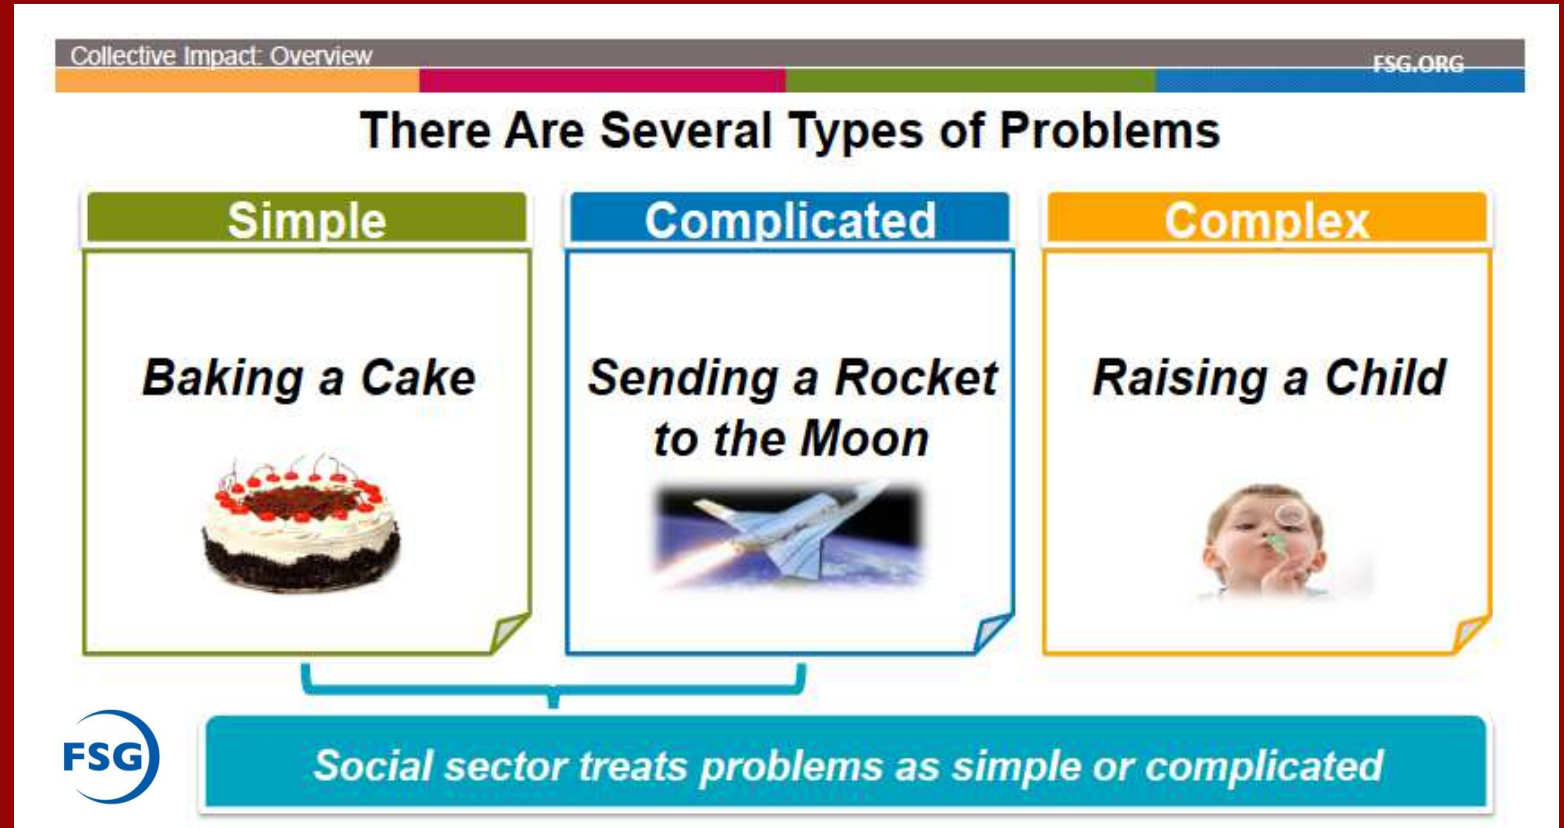 Collective Impact: Overview
FSG.ORG
There Are Several Types of Problems
Simple
Baking a Cake
Complicated
Sending a Rocket
to the Moon
Complex
Raising a Child
FSG
Social sector treats problems as simple or complicated